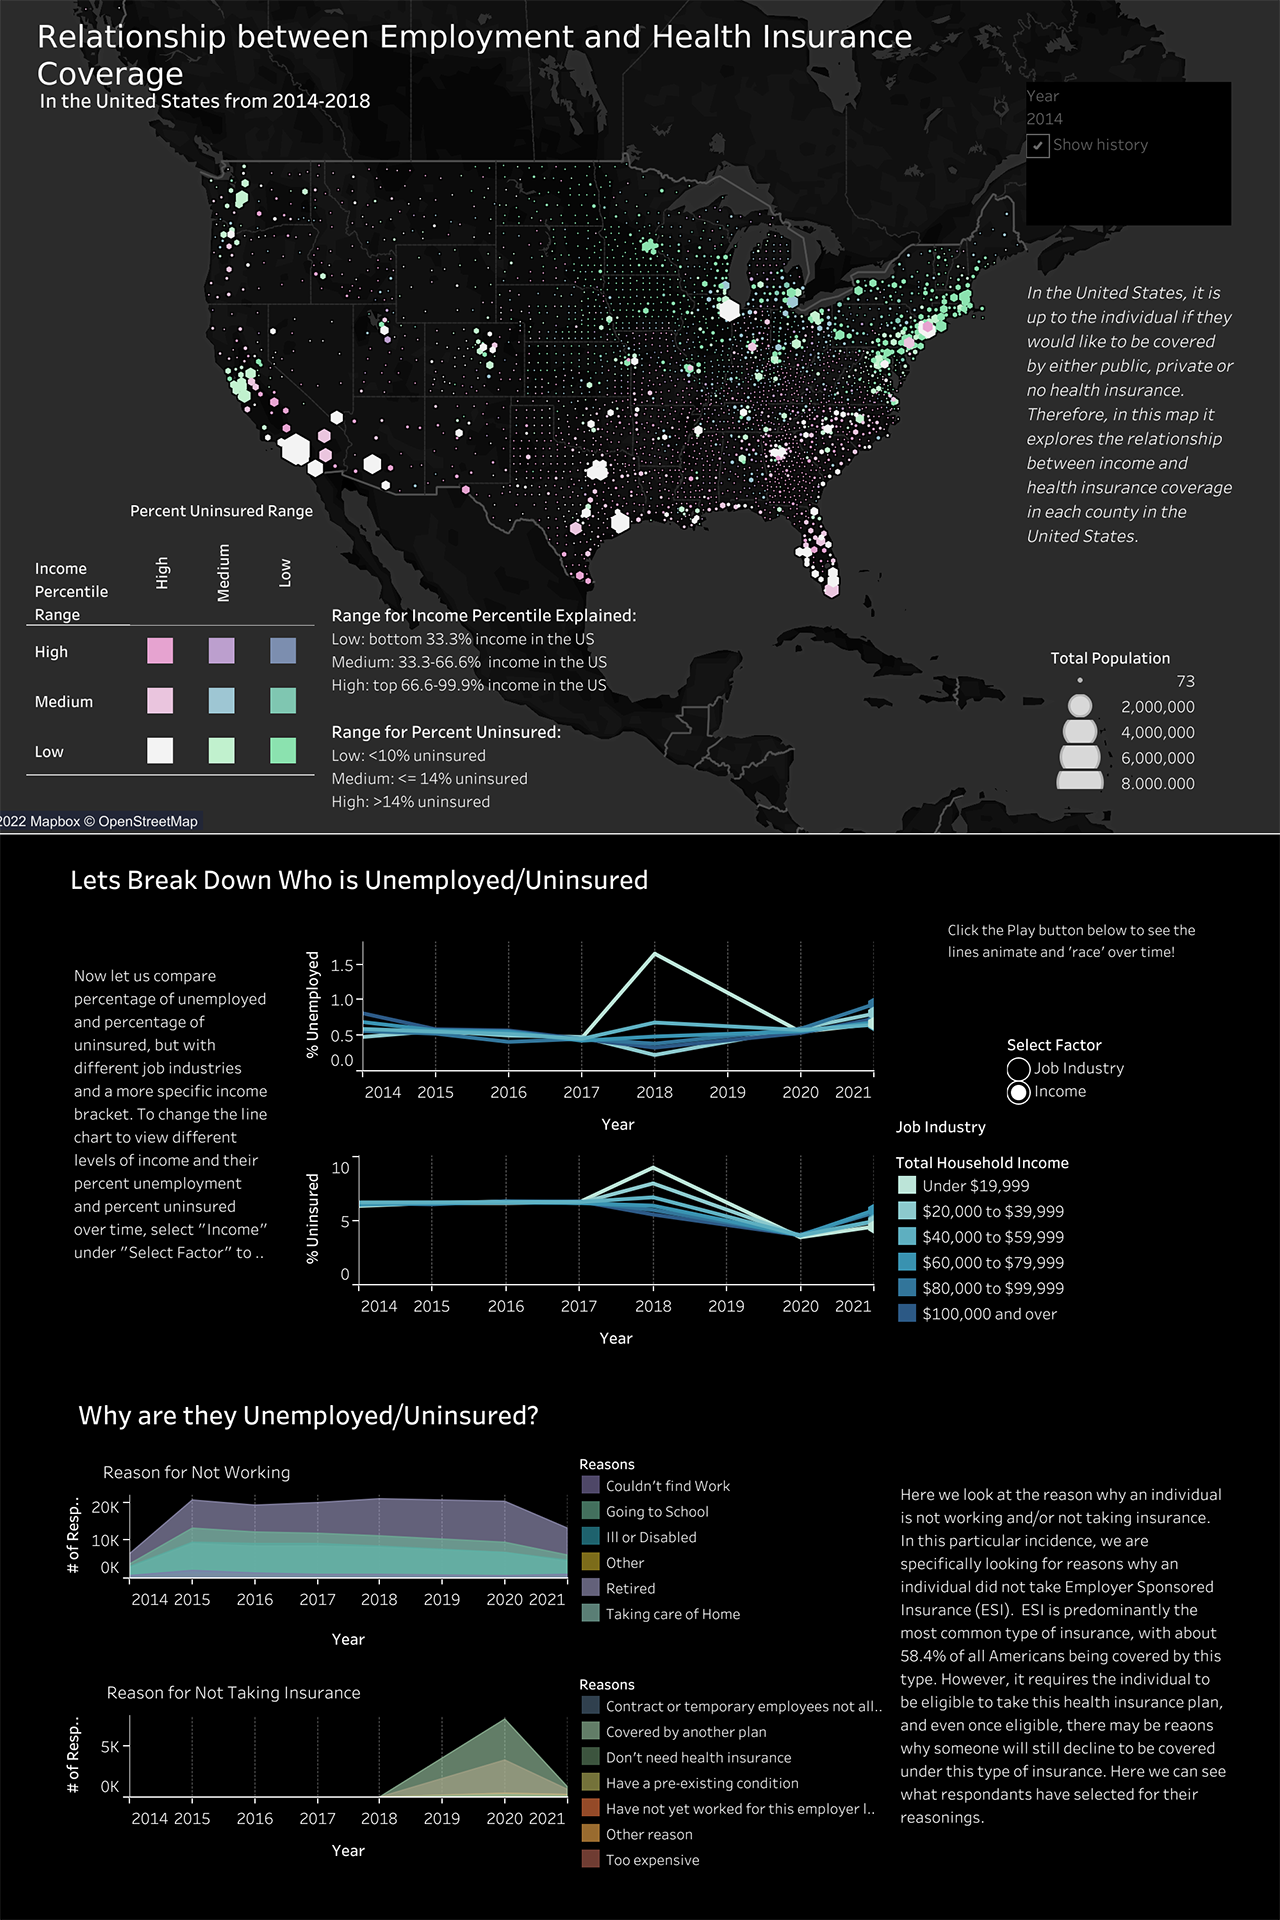 Relationship between Employment and Health Insurance
Coverage
In the United States from 2014-2018
Year
2014
Show history
In the United States, it is
up to the individual if they
would like to be covered
by either public, private or
no health insurance.
Therefore, in this map it
explores the relationship
between income and
health insurance coverage
in each county in the
United States.
Percent Uninsured Range
Income
Percentile
Range
High
Medium
Low
High
Medium
Low
Range for Income Percentile Explained:
Low: bottom 33.3% income in the US
Medium: 33.3-66.6% income in the US
High: top 66.6-99.9% income in the US
Range for Percent Uninsured:
Low: <10% uninsured
Medium: <= 14% uninsured
High: >14% uninsured
Total Population
73
2,000,000
4,000,000
6,000,000
8,000,000
2022 Mapbox © OpenStreetMap
Lets Break Down Who is Unemployed/Uninsured
Click the Play button below to see the
lines animate and ‘race’ over time!
Now let us compare
percentage of unemployed
and percentage of
uninsured, but with
different job industries
and a more specific income
bracket. To change the line
chart to view different
levels of income and their
percent unemployment
and percent uninsured
over time, select "Income"
under "Select Factor" to ..
% Unemployed
1.5
1.0
0.5
0.0
2014 2015 2016 2017 2018 2019 2020 2021
Year
% Uninsured
10
5
0
2014 2015 2016 2017 2018 2019 2020 2021
Year
Select Factor
Job Industry
Income
Job Industry
Total Household Income
Under $19,999
$20,000 to $39,999
$40,000 to $59,999
$60,000 to $79,999
$80,000 to $99,999
$100,000 and over
Why are they Unemployed/Uninsured?
Reason for Not Working
# of Resp..
20K
10K
0K
2014 2015 2016 2017 2018 2019 2020 2021
Year
Reasons
Couldn't find Work
Going to School
Ill or Disabled
Other
Retired
Taking care of Home
Reason for Not Taking Insurance
# of Resp..
5K
0K
2014 2015 2016 2017 2018 2019 2020 2021
Year
Reasons
Contract or temporary employees not all..
Covered by another plan
Don't need health insurance
Have a pre-existing condition
Have not yet worked for this employer l..
Other reason
Too expensive
Here we look at the reason why an individual
is not working and/or not taking insurance.
In this particular incidence, we are
specifically looking for reasons why an
individual did not take Employer Sponsored
Insurance (ESI). ESI is predominantly the
most common type of insurance, with about
58.4% of all Americans being covered by this
type. However, it requires the individual to
be eligible to take this health insurance plan,
and even once eligible, there may be reaons
why someone will still decline to be covered
under this type of insurance. Here we can see
what respondants have selected for their
reasonings.